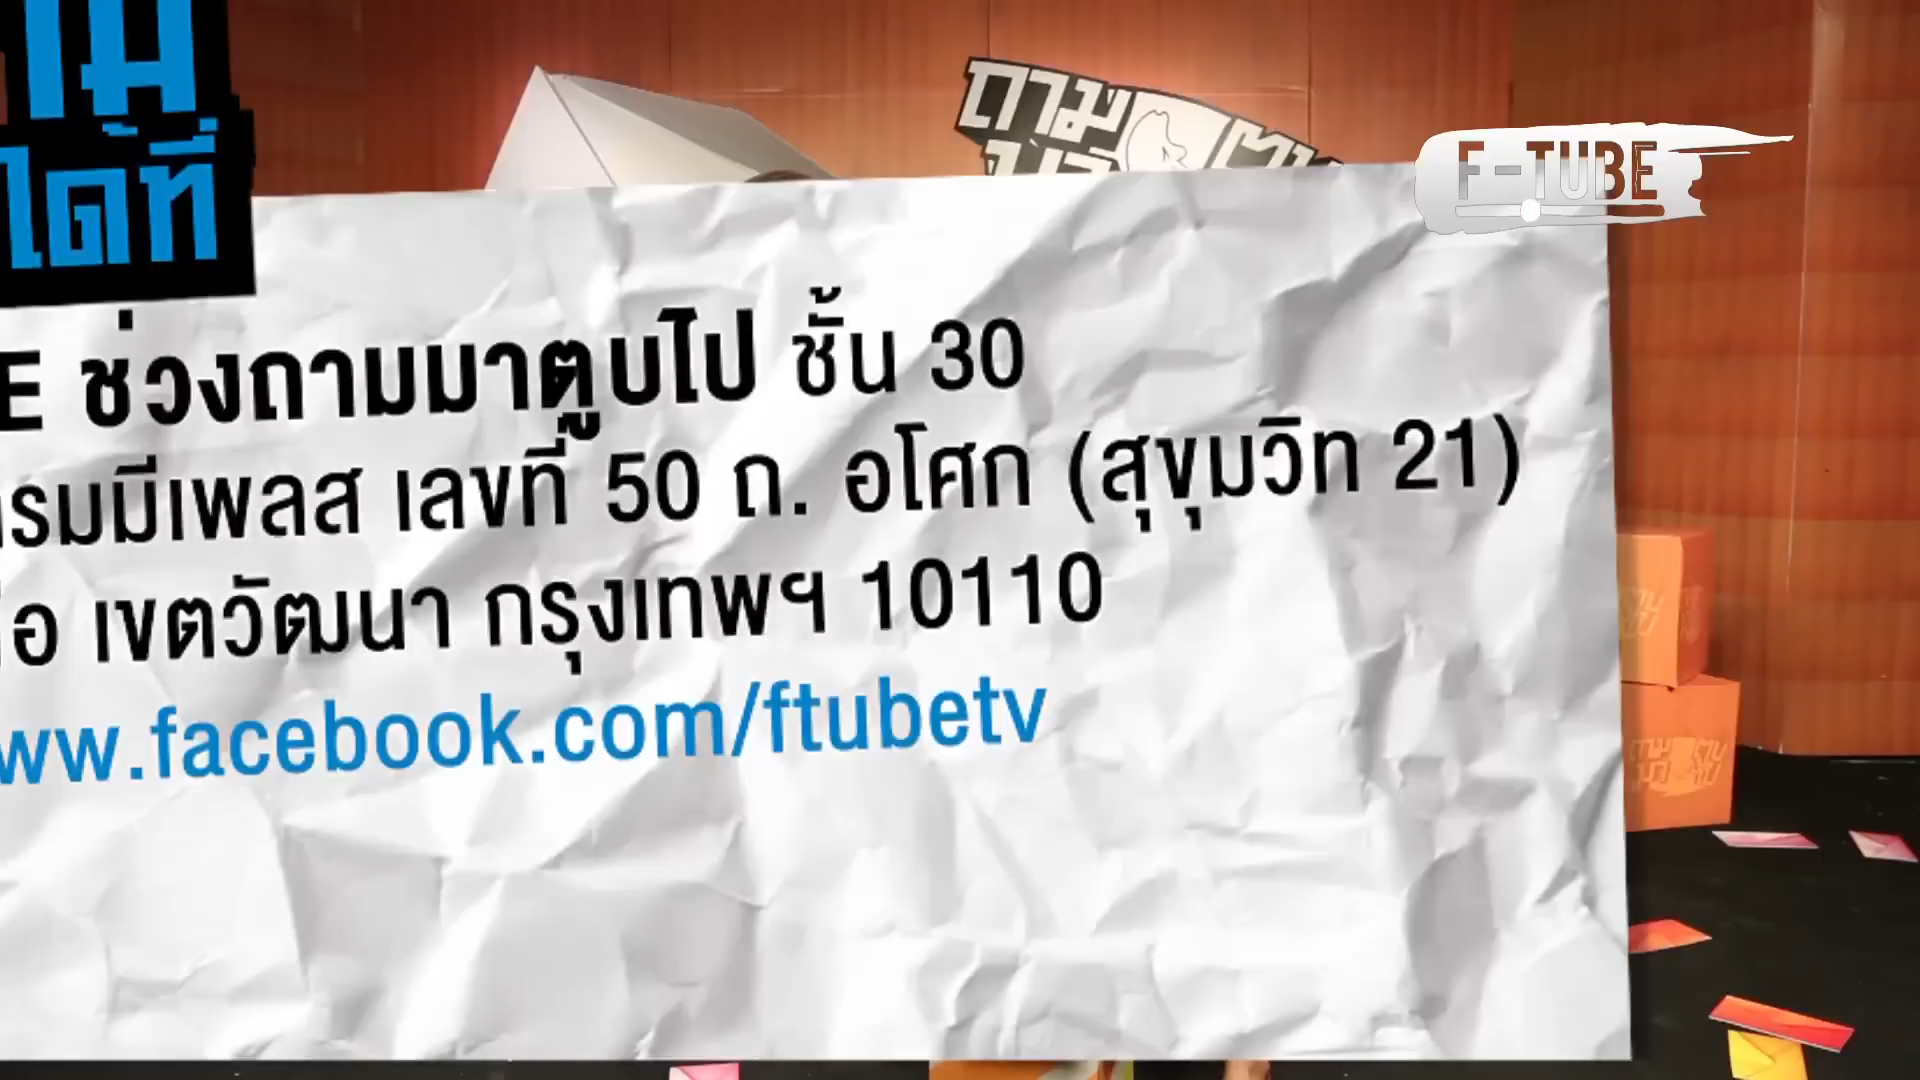 ได้ที่
ถาม
F-TUBE
E ช่วงถามมาตูบไป ชั้น 30
รมมีเพลส เลขที่ 50 ถ. อโศก (สุขุมวิท 21)
เขตวัฒนา กรุงเทพฯ 10110
ww.facebook.com/ftubetv